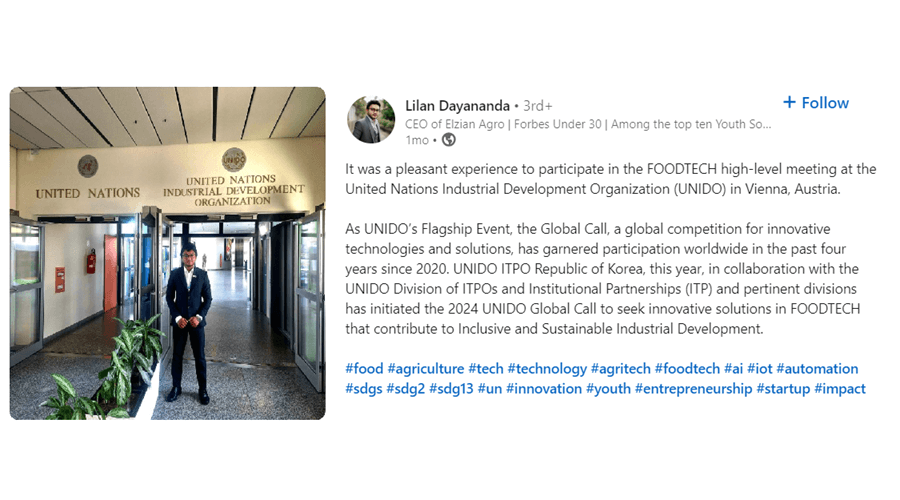 UNITED NATIONS
UNIDO
UNITED NATIONS
INDUSTRIAL DEVELOPMENT
ORGANIZATION
Lilan Dayananda • 3rd+
+ Follow
CEO of Elzian Agro | Forbes Under 30 | Among the top ten Youth So...
1mo •
It was a pleasant experience to participate in the FOODTECH high-level meeting at the
United Nations Industrial Development Organization (UNIDO) in Vienna, Austria.
As UNIDO’s Flagship Event, the Global Call, a global competition for innovative
technologies and solutions, has garnered participation worldwide in the past four
years since 2020. UNIDO ITPO Republic of Korea, this year, in collaboration with the
UNIDO Division of ITPOs and Institutional Partnerships (ITP) and pertinent divisions
has initiated the 2024 UNIDO Global Call to seek innovative solutions in FOODTECH
that contribute to Inclusive and Sustainable Industrial Development.
#food #agriculture #tech #technology #agritech #foodtech #ai #iot #automation
#sdgs #sdg2 #sdg13 #un #innovation #youth #entrepreneurship #startup #impact